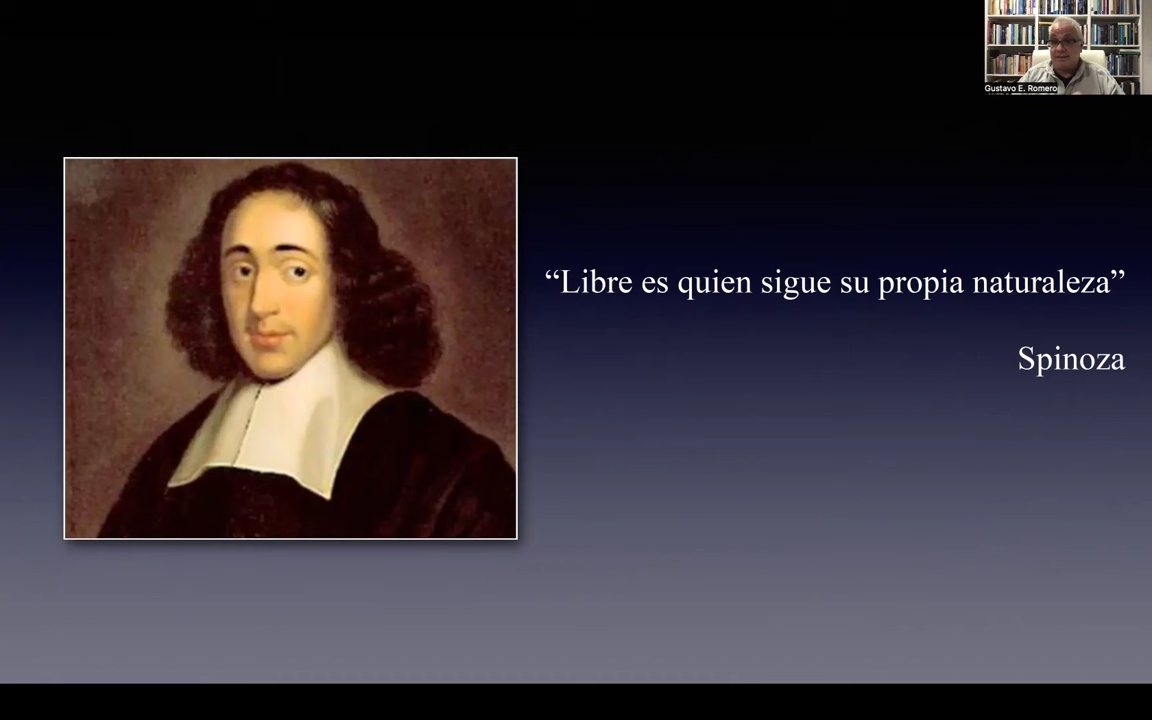 Gustavo E. Romero
“Libre es quien sigue su propia naturaleza”
Spinoza